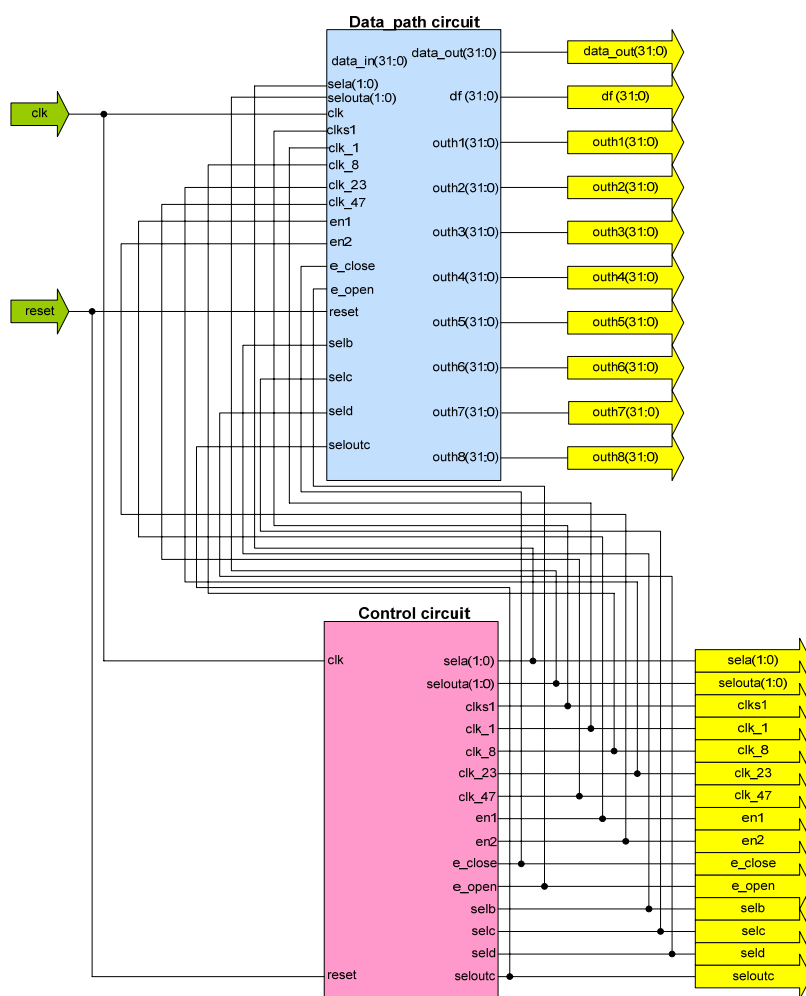 Data_path circuit
data_in(31:0)
sela(1:0)
selouta(1:0)
clk
clks1
clk_1
clk_8
clk_23
clk_47
en1
en2
e_close
e_open
reset
selb
selc
seld
seloutc
data_out(31:0)
df (31:0)
outh1(31:0)
outh2(31:0)
outh3(31:0)
outh4(31:0)
outh5(31:0)
outh6(31:0)
outh7(31:0)
outh8(31:0)
data_out(31:0)
df (31:0)
outh1(31:0)
outh2(31:0)
outh3(31:0)
outh4(31:0)
outh5(31:0)
outh6(31:0)
outh7(31:0)
outh8(31:0)
clk
reset
Control circuit
clk
reset
sela(1:0)
selouta(1:0)
clks1
clk_1
clk_8
clk_23
clk_47
en1
en2
e_close
e_open
selb
selc
seld
seloutc
sela(1:0)
selouta(1:0)
clks1
clk_1
clk_8
clk_23
clk_47
en1
en2
e_close
e_open
selb
selc
seld
seloutc